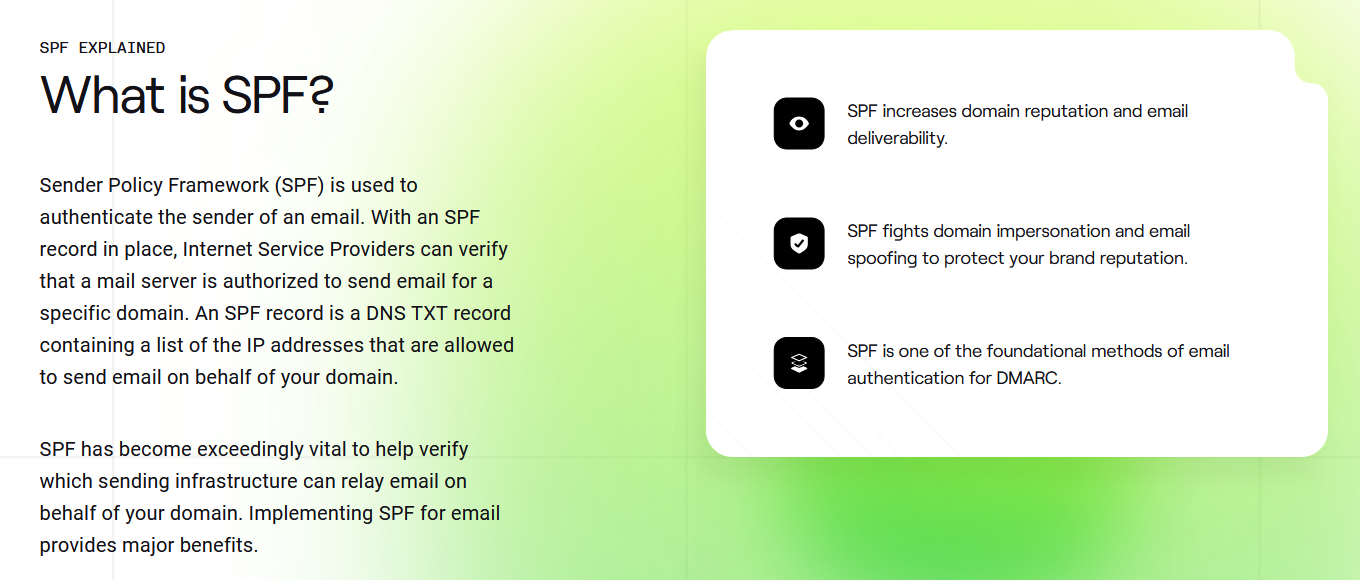 SPF EXPLAINED
What is SPF?
Sender Policy Framework (SPF) is used to
authenticate the sender of an email. With an SPF
record in place, Internet Service Providers can verify
that a mail server is authorized to send email for a
specific domain. An SPF record is a DNS TXT record
containing a list of the IP addresses that are allowed
to send email on behalf of your domain.
SPF has become exceedingly vital to help verify
which sending infrastructure can relay email on
behalf of your domain. Implementing SPF for email
provides major benefits.
SPF increases domain reputation and email
deliverability.
SPF fights domain impersonation and email
spoofing to protect your brand reputation.
SPF is one of the foundational methods of email
authentication for DMARC.